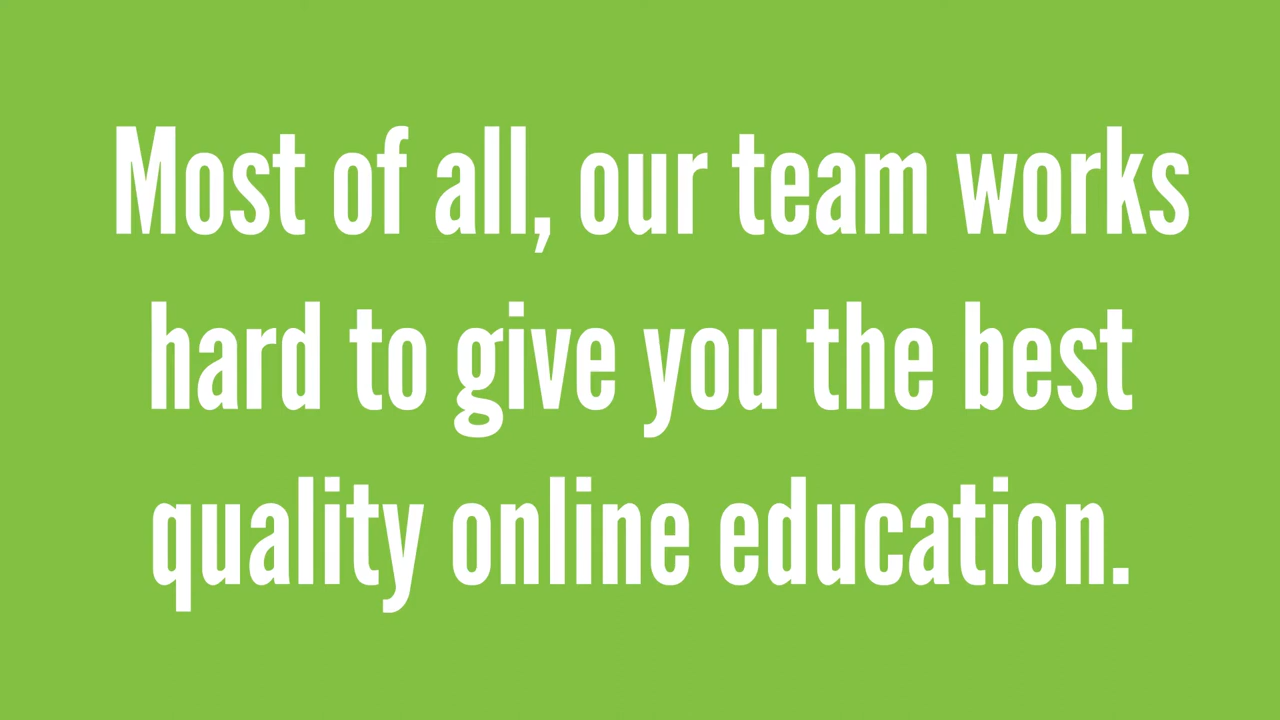 Most of all, our team works
hard to give you the best
quality online education.